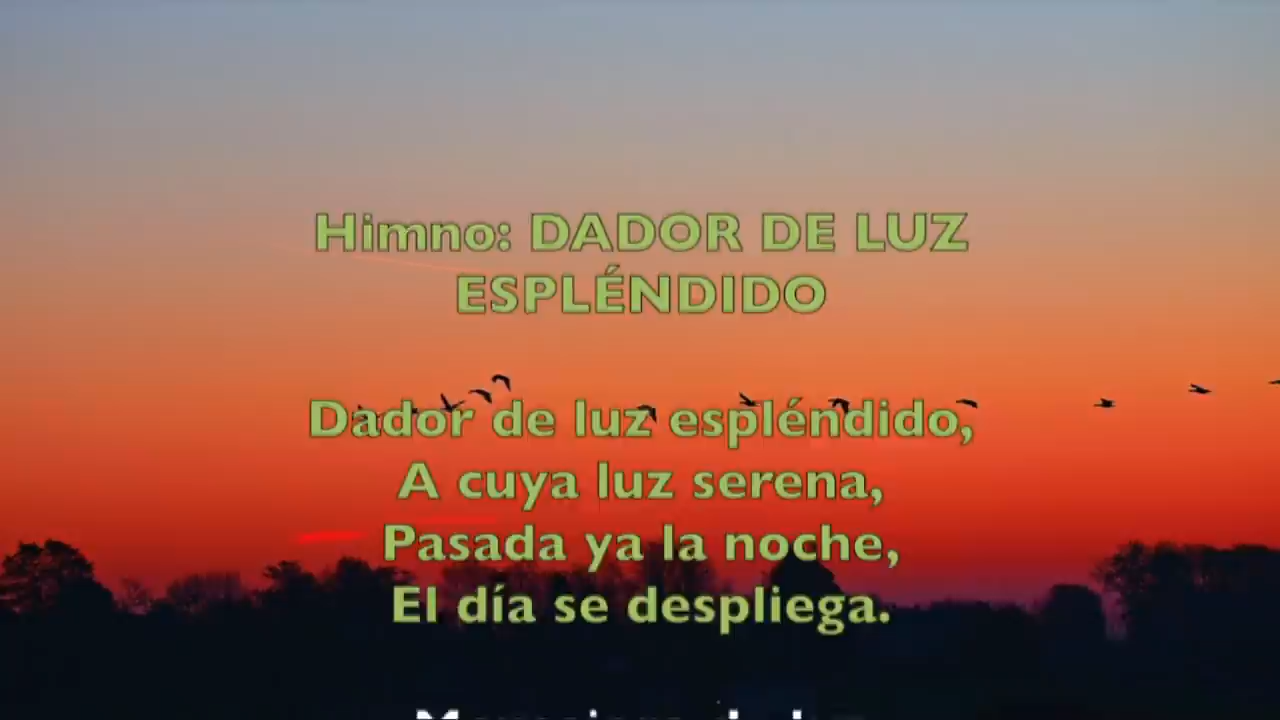 Himno: DADOR DE LUZ
ESPLÉNDIDO
Dador de luz espléndido,
A cuya luz serena,
Pasada ya la noche,
El día se despliega.